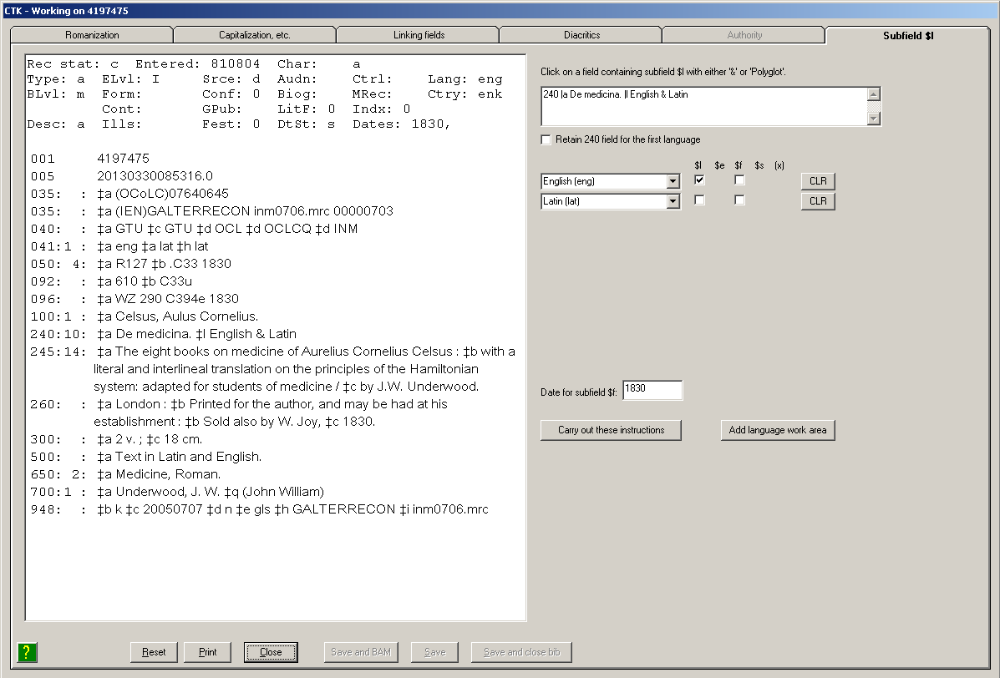 CTK - Working on 4197475
Romanization Capitalization, etc. Linking fields Diacritics Authority Subfield $l
Rec stat: c Entered: 810804 Char: a
Type: a ELvl: I Srce: d Audn: Ctrl: Lang: eng
BLvl: m Form: Conf: 0 Biog: MRec: Ctry: enk
Cont: GPub: LitF: 0 Indx: 0
Desc: a Ills: Fest: 0 DtSt: s Dates: 1830,
001 4197475
005 20130330085316.0
035: : ‡a (OCoLC)07640645
035: : ‡a (IEN)GALTERRECON inm0706.mrc 00000703
040: : ‡a GTU ‡c GTU ‡d OCL ‡d OCLCQ ‡d INM
041:1 : ‡a eng ‡a lat ‡h lat
050: 4: ‡a R127 ‡b .C33 1830
092: : ‡a 610 ‡b C33u
096: : ‡a WZ 290 C394e 1830
100:1 : ‡a Celsus, Aulus Cornelius.
240:10: ‡a De medicina. ‡l English & Latin
245:14: ‡a The eight books on medicine of Aurelius Cornelius Celsus : ‡b with a
literal and interlineal translation on the principles of the Hamiltonian
system: adapted for students of medicine / ‡c by J.W. Underwood.
260: : ‡a London : ‡b Printed for the author, and may be had at his
establishment : ‡b Sold also by W. Joy, ‡c 1830.
300: : ‡a 2 v. ; ‡c 18 cm.
500: : ‡a Text in Latin and English.
650: 2: ‡a Medicine, Roman.
700:1 : ‡a Underwood, J. W. ‡q (John William)
948: : ‡b k ‡c 20050707 ‡d n ‡e gls ‡h GALTERRECON ‡i inm0706.mrc
Click on a field containing subfield $l with either '&' or 'Polyglot'.
240 |a De medicina. |l English & Latin
Retain 240 field for the first language
$l $e $f $s (x)
English (eng) CLR
Latin (lat) CLR
Date for subfield $f: 1830
Carry out these instructions Add language work area
? Reset Print Close Save and BAM Save Save and close bib